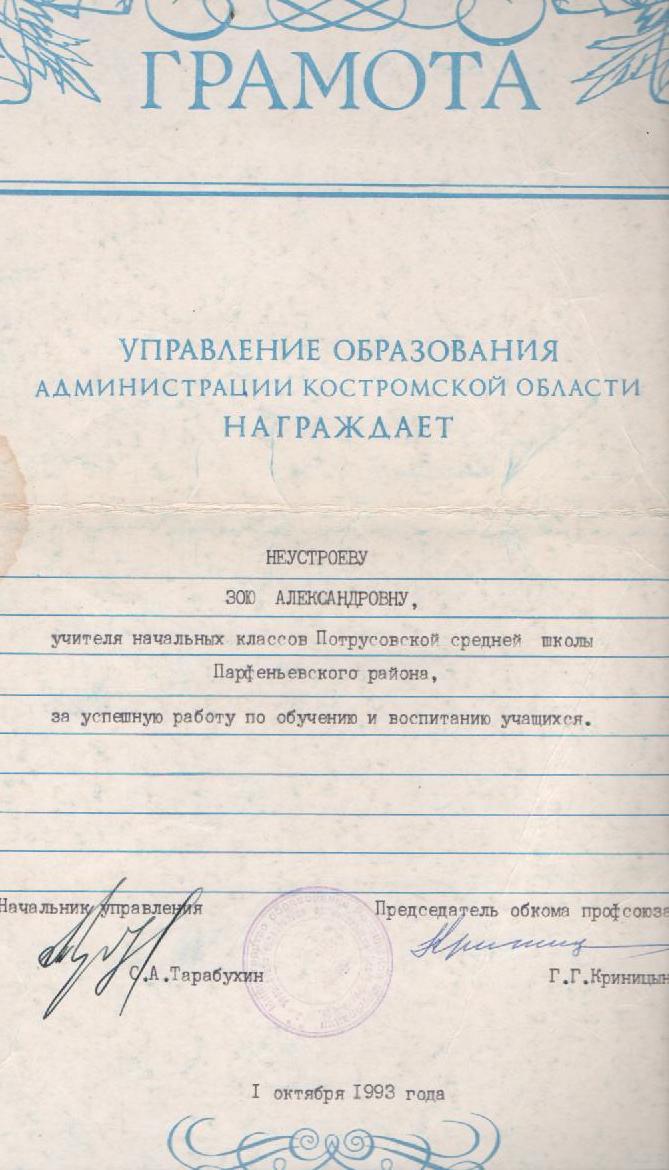 ГРАМОТА
УПРАВЛЕНИЕ ОБРАЗОВАНИЯ
АДМИНИСТРАЦИИ КОСТРОМСКОЙ ОБЛАСТИ
НАГРАЖДАЕТ
НЕУСТРОЕВУ
ЗОЮ АЛЕКСАНДРОВНУ,
учителя начальных классов Потрусовской средней школы
Парфеньевского района,
за успешную работу по обучению и воспитанию учащихся.
Начальник управления
Председатель обкома профсоюза
С.А.Тарабухин
Г.Г.Криницын
I октября I993 года